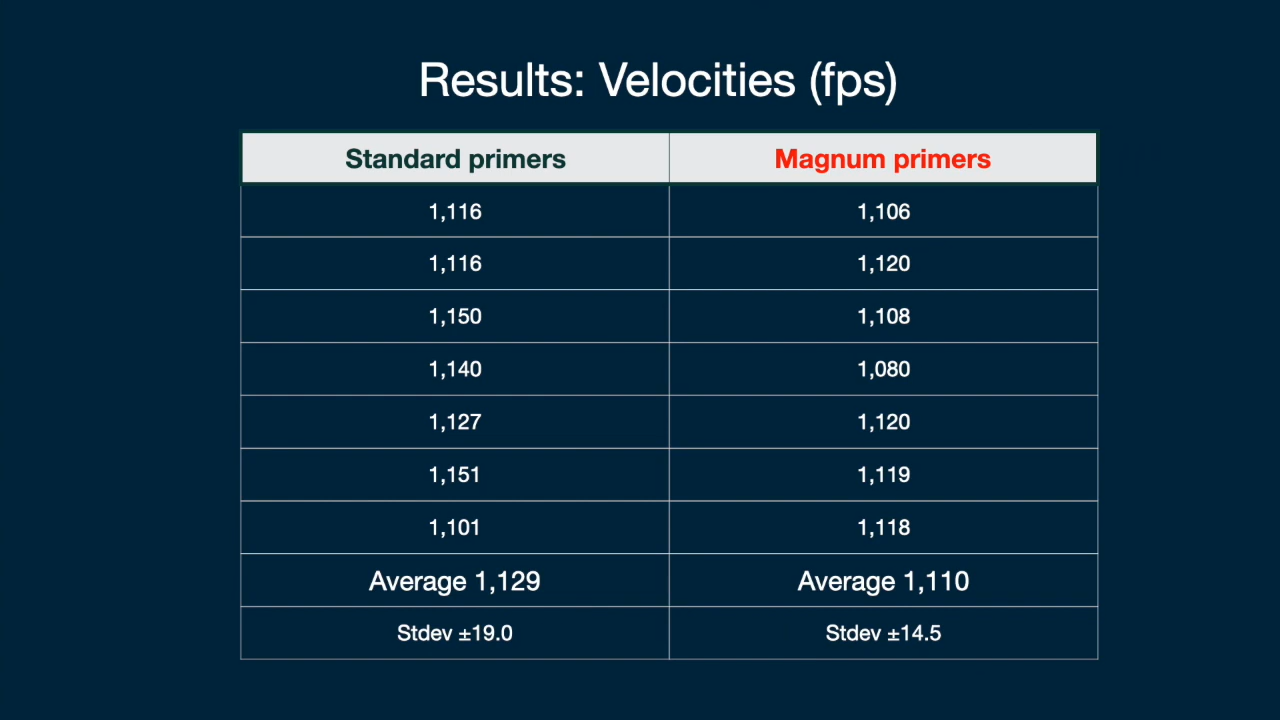 Results: Velocities (fps)
Standard primers Magnum primers
1,116 1,106
1,116 1,120
1,150 1,108
1,140 1,080
1,127 1,120
1,151 1,119
1,101 1,118
Average 1,129 Average 1,110
Stdev ±19.0 Stdev ±14.5